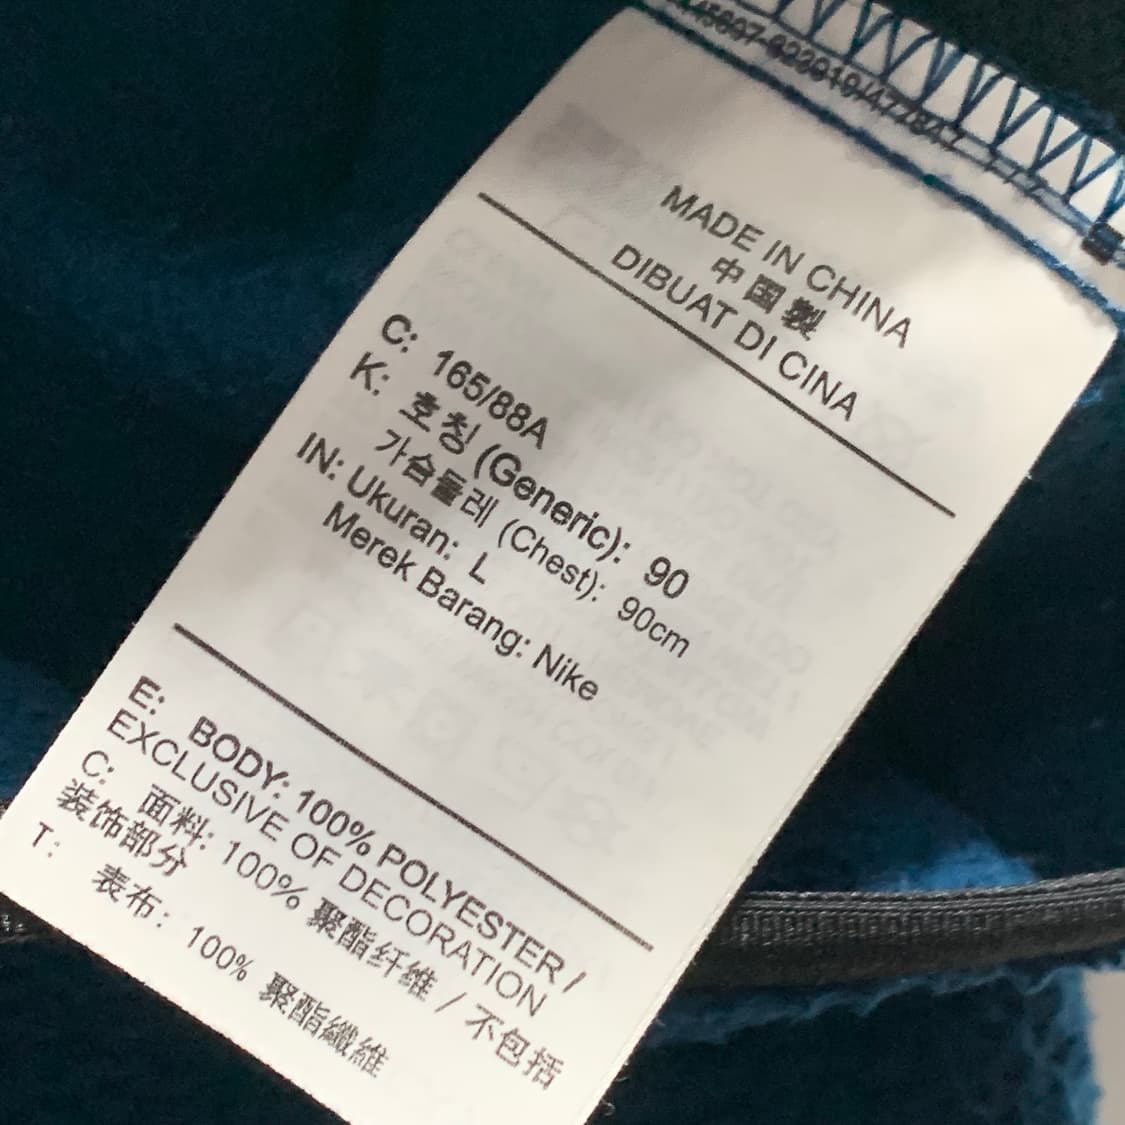 MADE IN CHINA
中国製
DIBUAT DI CINA
C: 165/88A
K: 호칭 (Generic): 90
가슴둘레 (Chest): 90cm
IN: Ukuran: L
Merek Barang: Nike
E: BODY: 100% POLYESTER /
EXCLUSIVE OF DECORATION
C: 面料: 100% 聚酯纤维 / 不包括
装饰部分
T: 表布: 100% 聚酯纖維